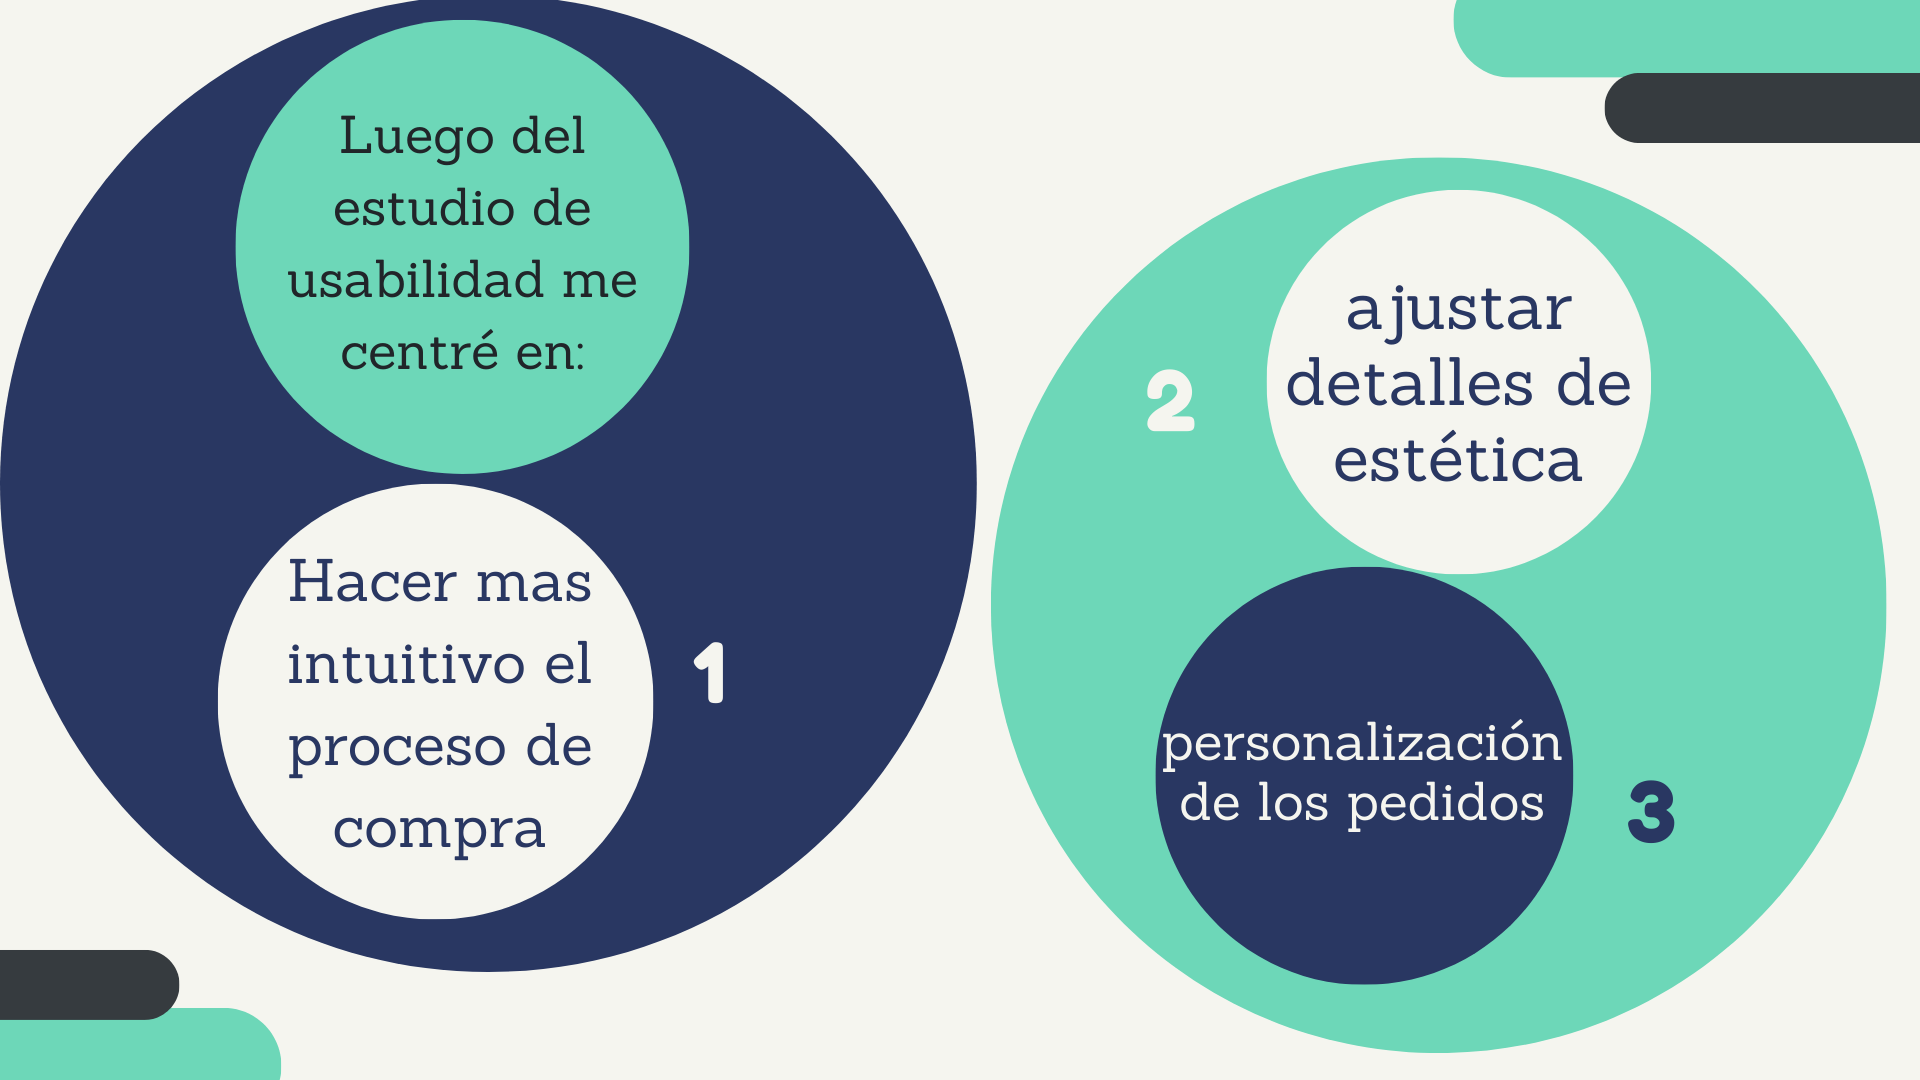 Luego del
estudio de
usabilidad me
centré en:
Hacer mas
intuitivo el
proceso de
compra
1
2
ajustar
detalles de
estética
personalización
de los pedidos
3